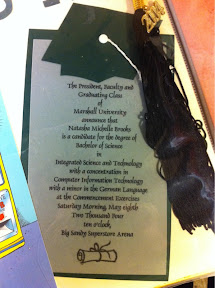 The President, Faculty and
Graduating Class
of
Marshall University
announce that
Natasha Michelle Brooks
is a candidate for the degree of
Bachelor of Science
in
Integrated Science and Technology
with a concentration in
Computer Information Technology
with a minor in the German Language
at the Commencement Exercises
Saturday Morning, May eighth
Two Thousand Four
ten o'clock
Big Sandy Superstore Arena